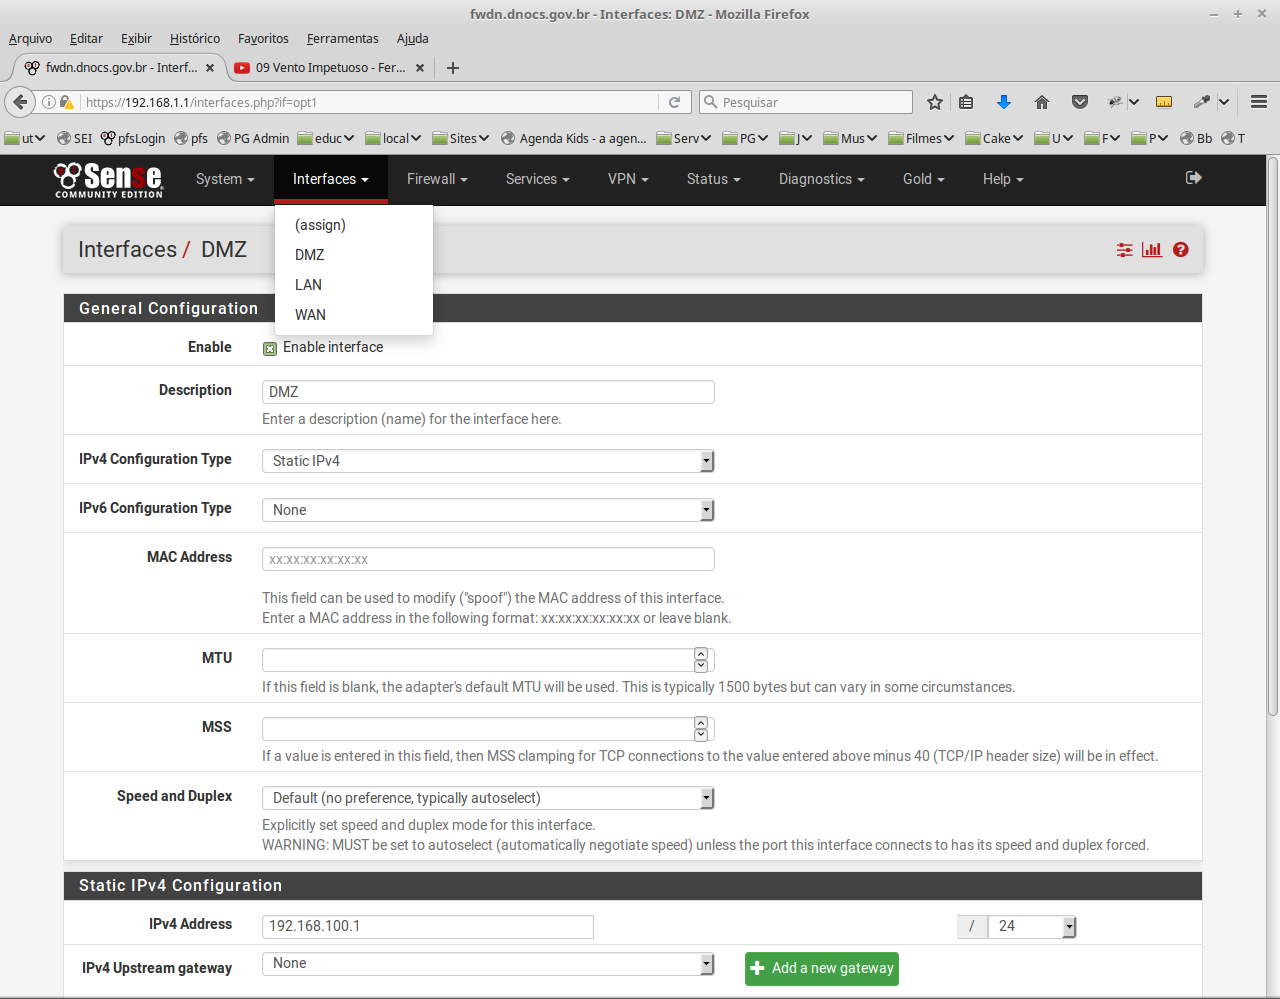 fwdn.dnocs.gov.br - Interfaces: DMZ - Mozilla Firefox
Arquivo Editar Exibir Histórico Favoritos Ferramentas Ajuda
fwdn.dnocs.gov.br - Interf... 09 Vento Impetuoso - Fer...
https://192.168.1.1/interfaces.php?if=opt1 Pesquisar
ut SEI pfsLogin pfs PG Admin educ local Sites Agenda Kids - a agen... Serv PG J Mus Filmes Cake U F P Bb T
Sense
COMMUNITY EDITION
System Interfaces Firewall Services VPN Status Diagnostics Gold Help
(assign)
DMZ
LAN
WAN
Interfaces / DMZ
General Configuration
Enable Enable interface
Description DMZ
Enter a description (name) for the interface here.
IPv4 Configuration Type Static IPv4
IPv6 Configuration Type None
MAC Address xx:xx:xx:xx:xx:xx
This field can be used to modify ("spoof") the MAC address of this interface.
Enter a MAC address in the following format: xx:xx:xx:xx:xx:xx or leave blank.
MTU
If this field is blank, the adapter's default MTU will be used. This is typically 1500 bytes but can vary in some circumstances.
MSS
If a value is entered in this field, then MSS clamping for TCP connections to the value entered above minus 40 (TCP/IP header size) will be in effect.
Speed and Duplex Default (no preference, typically autoselect)
Explicitly set speed and duplex mode for this interface.
WARNING: MUST be set to autoselect (automatically negotiate speed) unless the port this interface connects to has its speed and duplex forced.
Static IPv4 Configuration
IPv4 Address 192.168.100.1 / 24
IPv4 Upstream gateway None Add a new gateway